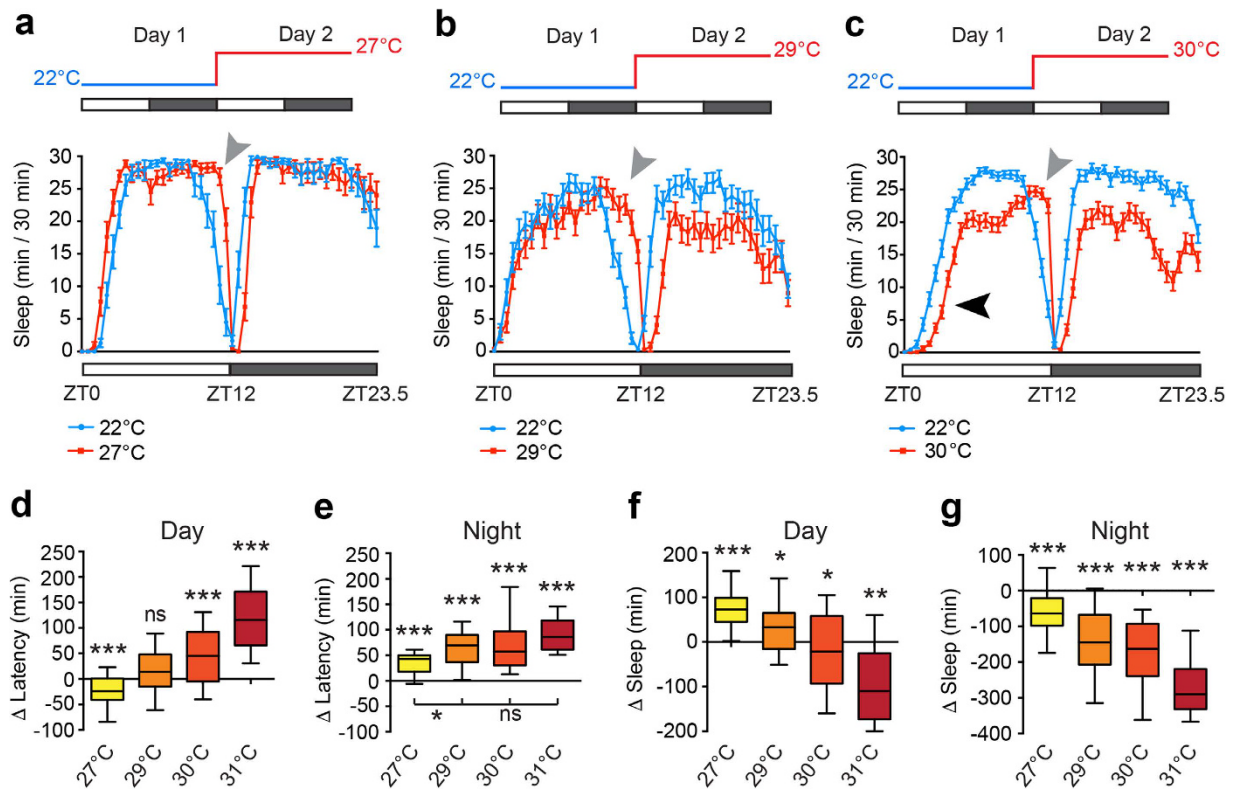 a
Day 1
Day 2
22°C
27°C
Sleep (min / 30 min)
30
25
20
15
10
5
0
ZT0
ZT12
ZT23.5
22°C
27°C
b
Day 1
Day 2
22°C
29°C
Sleep (min / 30 min)
30
25
20
15
10
5
0
ZT0
ZT12
ZT23.5
22°C
29°C
c
Day 1
Day 2
22°C
30°C
Sleep (min / 30 min)
30
25
20
15
10
5
0
ZT0
ZT12
ZT23.5
22°C
30°C
d
Day
Δ Latency (min)
250
200
150
100
50
0
-50
-100
***
ns
***
***
27°C
29°C
30°C
31°C
e
Night
Δ Latency (min)
250
200
150
100
50
0
-50
-100
***
***
***
***
*
ns
27°C
29°C
30°C
31°C
f
Day
Δ Sleep (min)
200
100
0
-100
-200
***
*
*
**
27°C
29°C
30°C
31°C
g
Night
Δ Sleep (min)
100
0
-100
-200
-300
-400
***
***
***
***
27°C
29°C
30°C
31°C